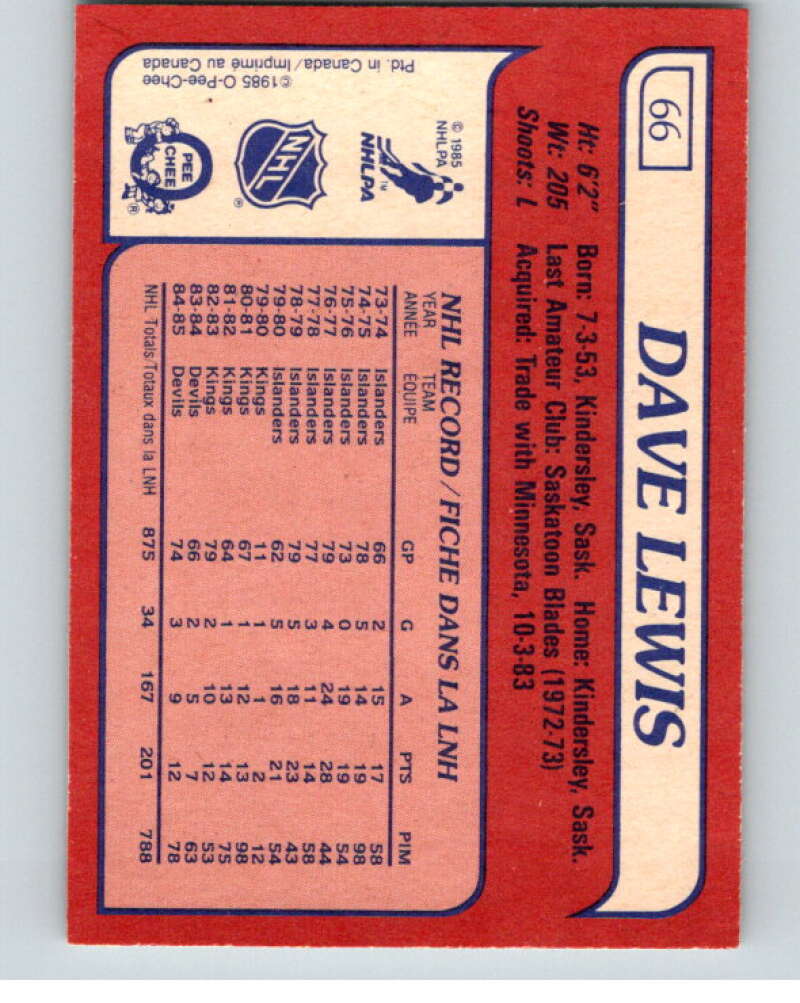 66
DAVE LEWIS
Ht: 6'2" Born: 7-3-53, Kindersley, Sask. Home: Kindersley, Sask.
Wt: 205 Last Amateur Club: Saskatoon Blades (1972-73)
Shoots: L Acquired: Trade with Minnesota, 10-3-83
© 1985
NHLPA
NHLPA
TM
NHL
®
O
PEE
CHEE
®
©1985 O-Pee-Chee
Ptd. in Canada/Imprimé au Canada
NHL RECORD / FICHE DANS LA LNH
YEAR TEAM
ANNÉE ÉQUIPE GP G A PTS PIM
73-74 Islanders 66 2 15 17 58
74-75 Islanders 78 5 14 19 98
75-76 Islanders 73 0 19 19 54
76-77 Islanders 79 4 24 28 44
77-78 Islanders 77 3 11 14 58
78-79 Islanders 79 5 18 23 43
79-80 Islanders 62 5 16 21 54
79-80 Kings 11 1 1 2 12
80-81 Kings 67 1 12 13 98
81-82 Kings 64 1 13 14 75
82-83 Kings 79 2 10 12 53
83-84 Devils 66 2 5 7 63
84-85 Devils 74 3 9 12 78
NHL Totals/Totaux dans la LNH 875 34 167 201 788